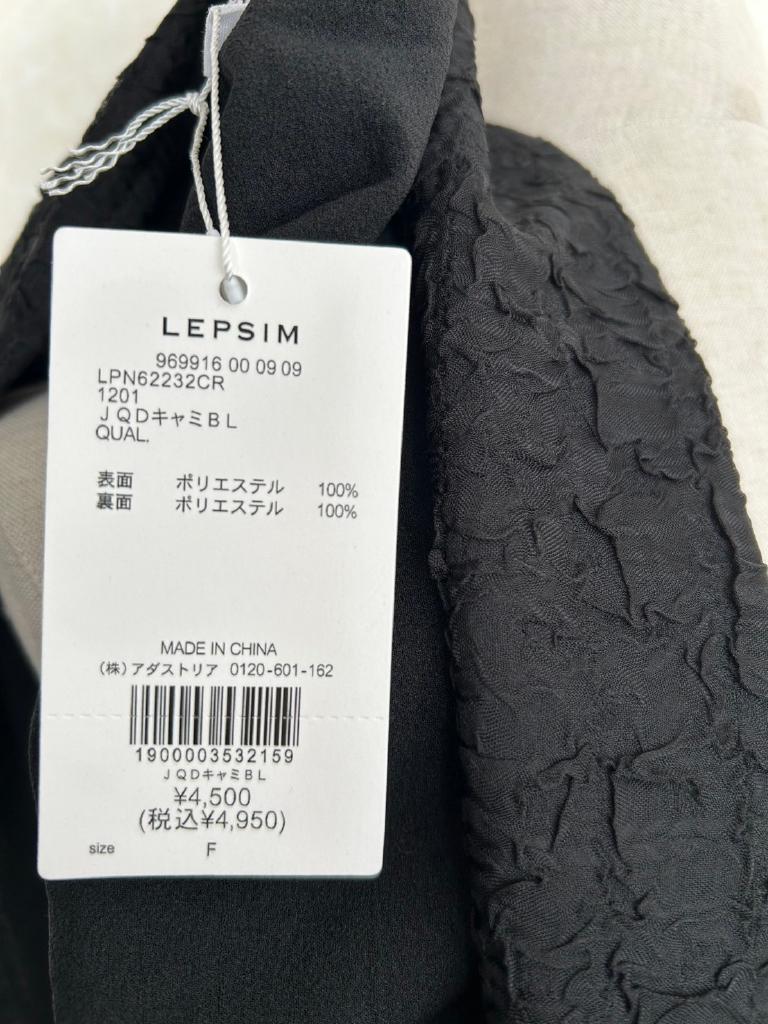 LEPSIM
969916 00 09 09
LPN62232CR
1201
ＪＱＤキャミＢＬ
QUAL.
表面 ポリエステル 100%
裏面 ポリエステル 100%
MADE IN CHINA
(株)アダストリア 0120-601-162
1900003532159
ＪＱＤキャミＢＬ
¥4,500
(税込¥4,950)
size F